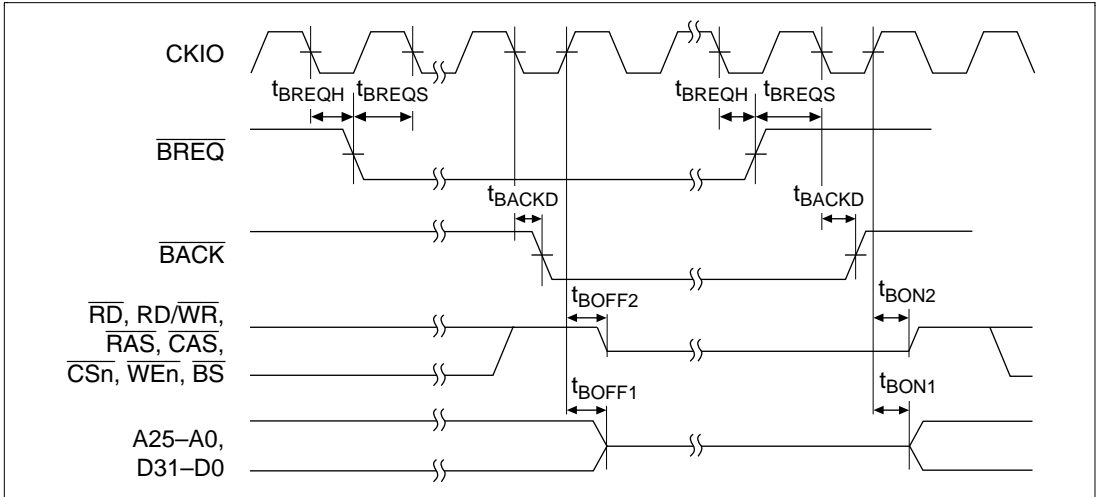 CKIO
tBREQH tBREQS tBREQH tBREQS
BREQ
tBACKD tBACKD
BACK
tBOFF2 tBON2
RD, RD/WR,
RAS, CAS,
CSn, WEn, BS
tBOFF1 tBON1
A25–A0,
D31–D0